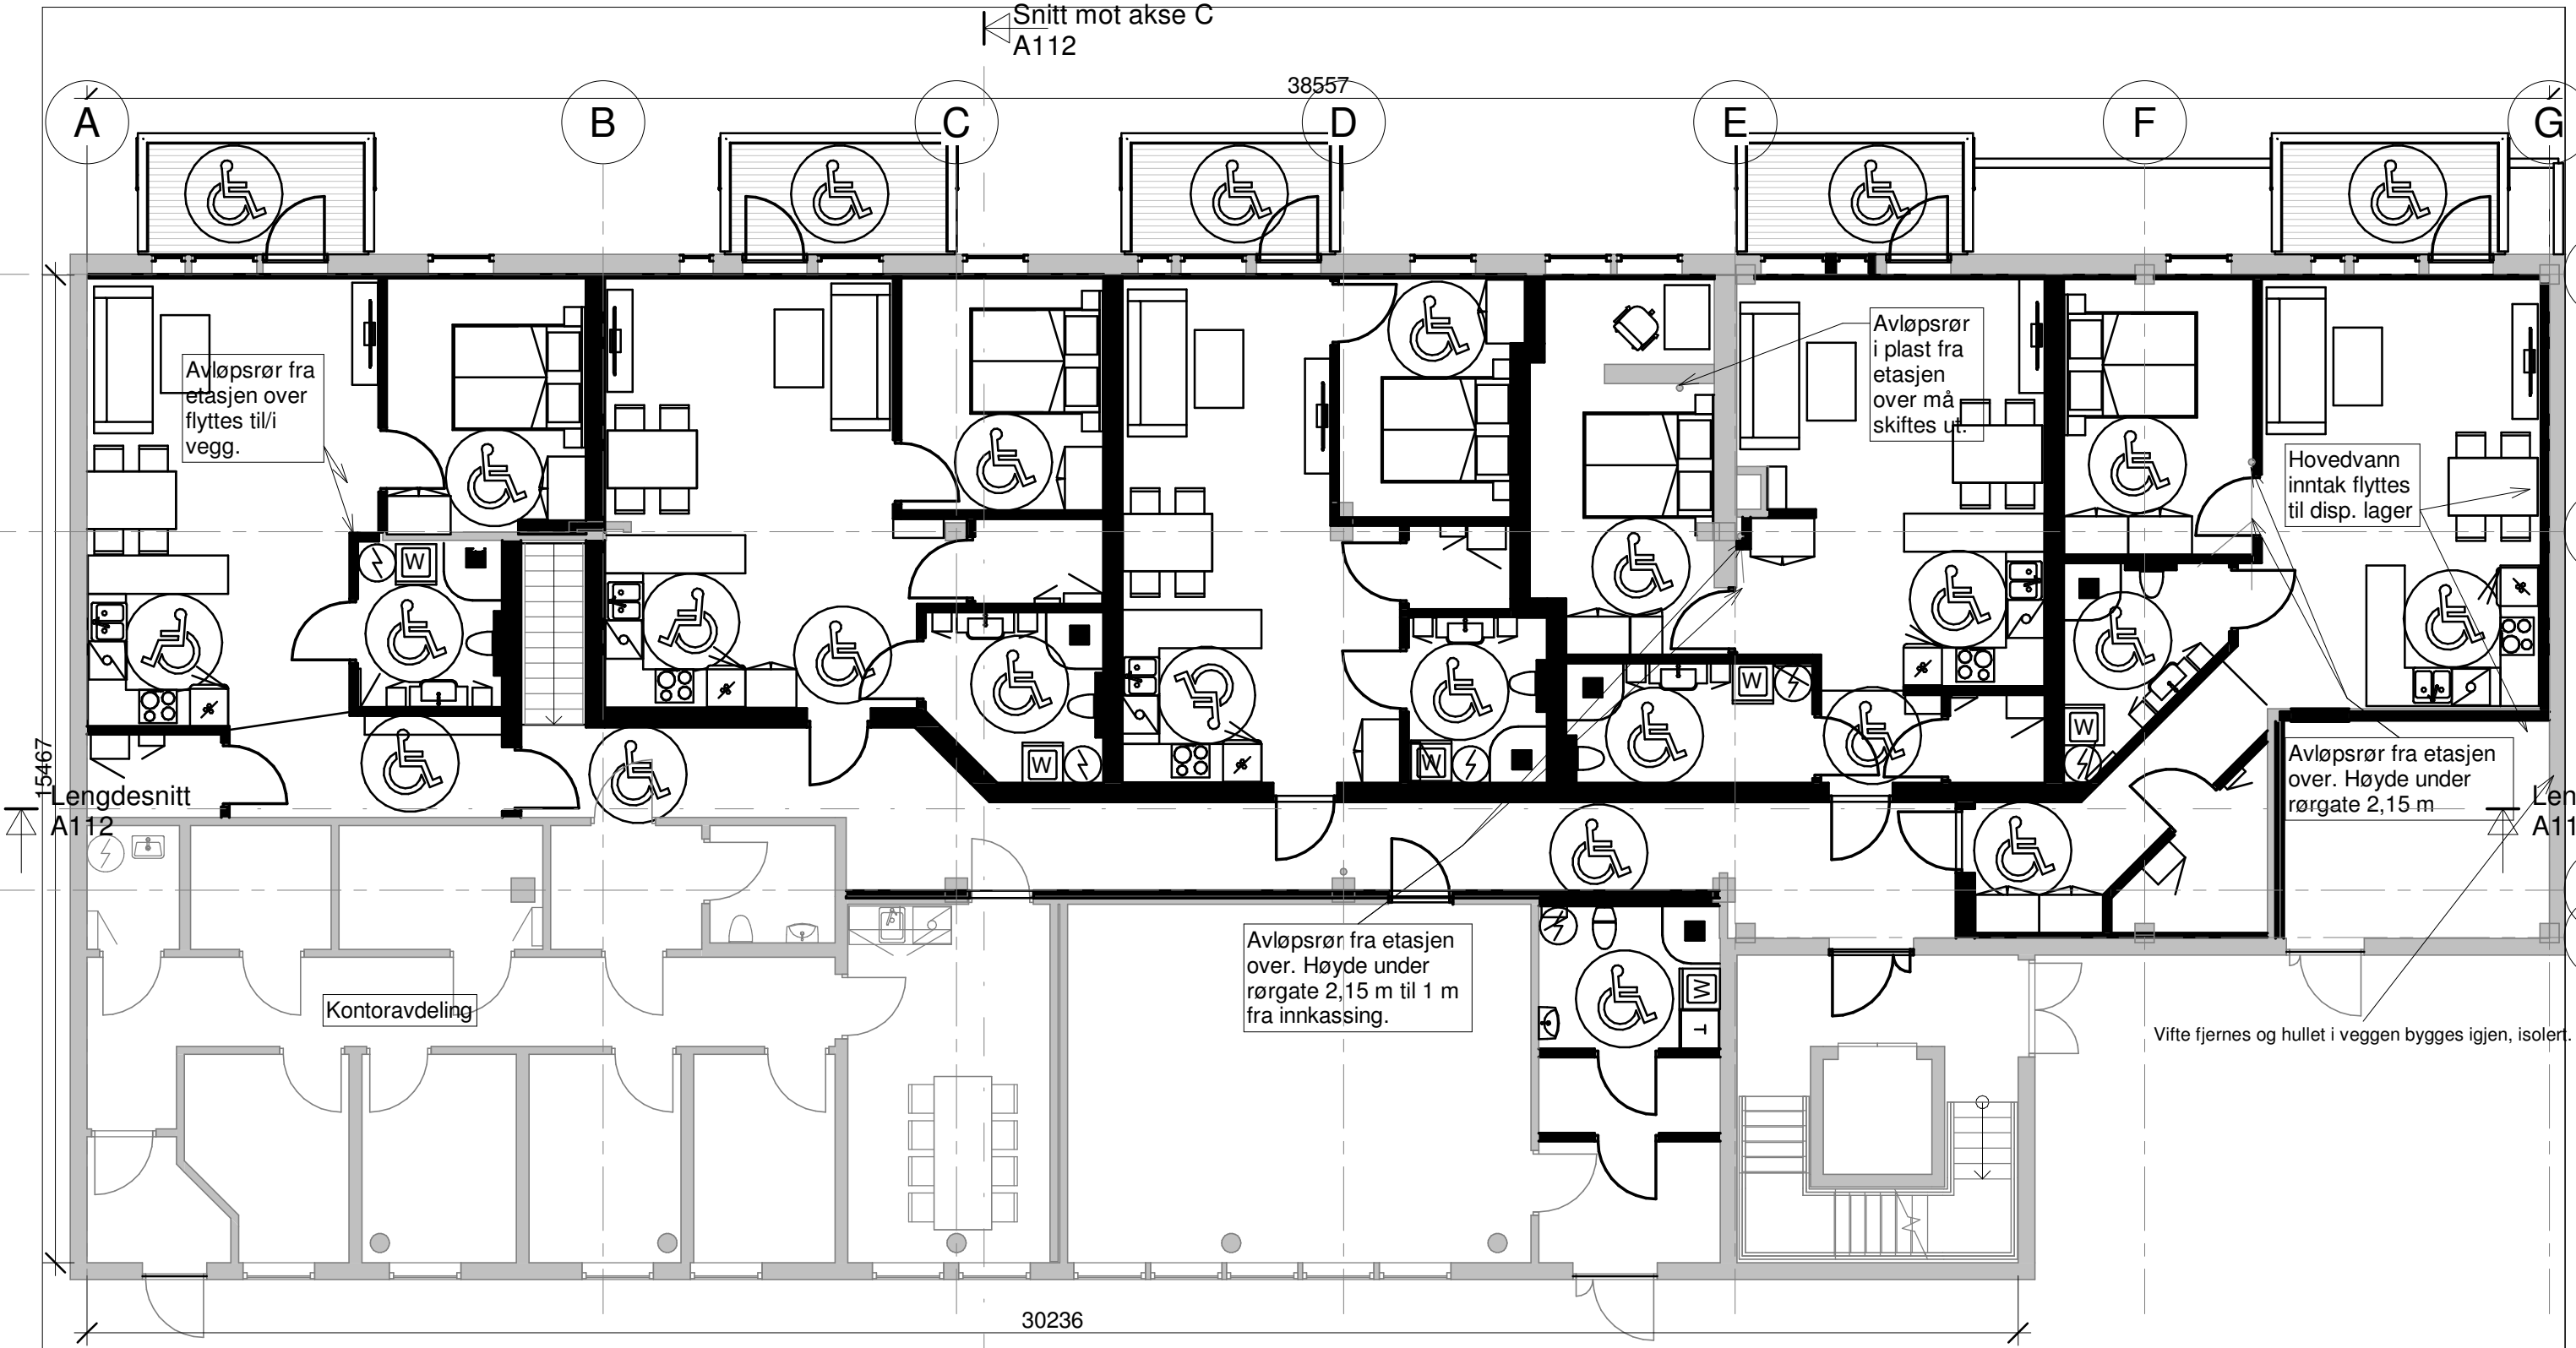 Snitt mot akse C
A112
38557
A
B
C
D
E
F
G
Avløpsrør fra
etasjen over
flyttes til/i
vegg.
Avløpsrør
i plast fra
etasjen
over må
skiftes ut.
Hovedvann
inntak flyttes
til disp. lager
W
W
W
W
W
W
T
15467
Lengdesnitt
A112
Avløpsrør fra etasjen
over. Høyde under
rørgate 2,15 m
Len
A11
Avløpsrør fra etasjen
over. Høyde under
rørgate 2,15 m til 1 m
fra innkassing.
Kontoravdeling
Vifte fjernes og hullet i veggen bygges igjen, isolert.
30236